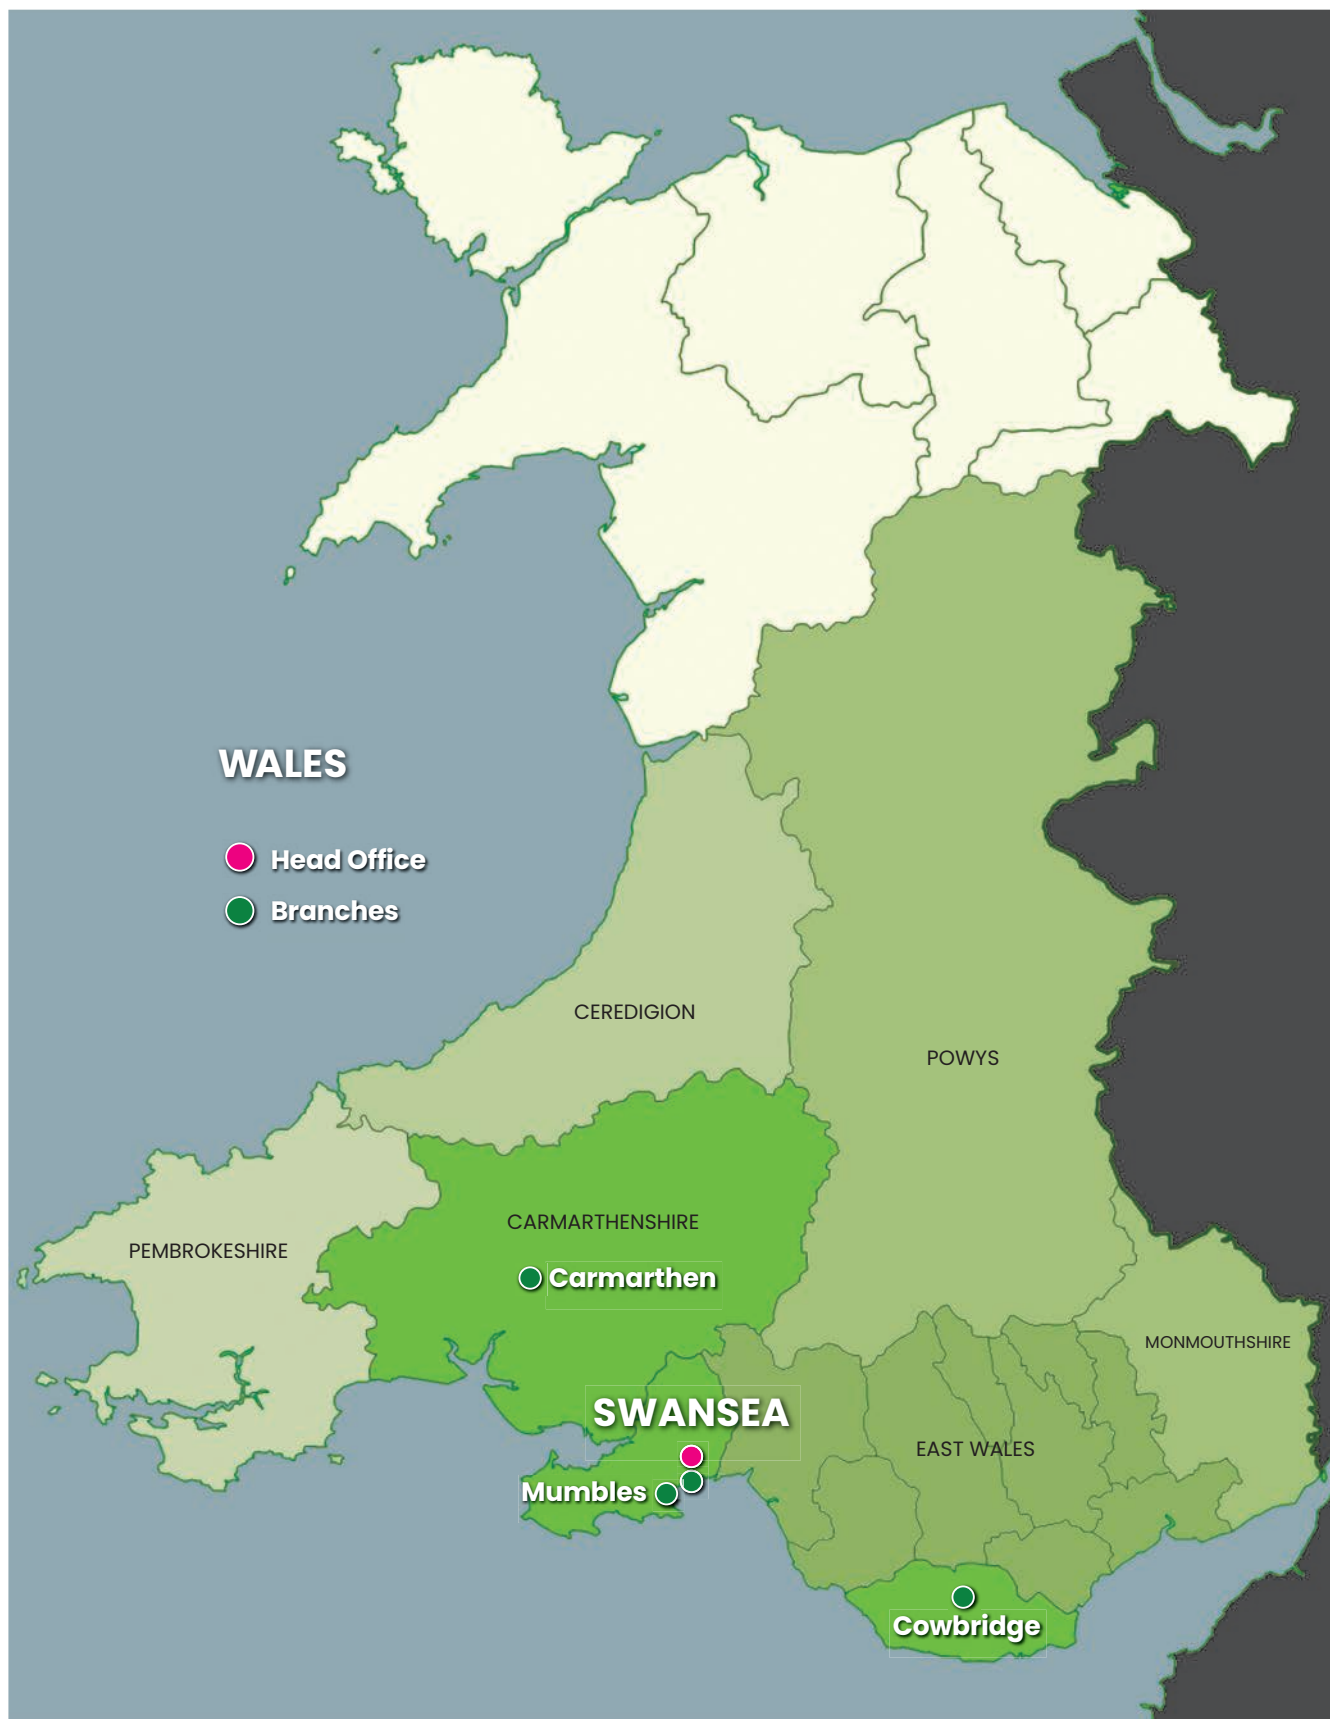 WALES
Head Office
Branches
CEREDIGION
POWYS
CARMARTHENSHIRE
PEMBROKESHIRE
Carmarthen
MONMOUTHSHIRE
SWANSEA
EAST WALES
Mumbles
Cowbridge